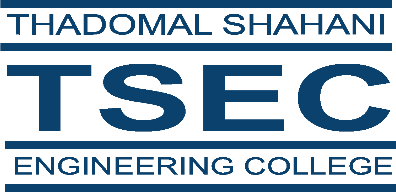 THADOMAL SHAHANI
TSEC
ENGINEERING COLLEGE